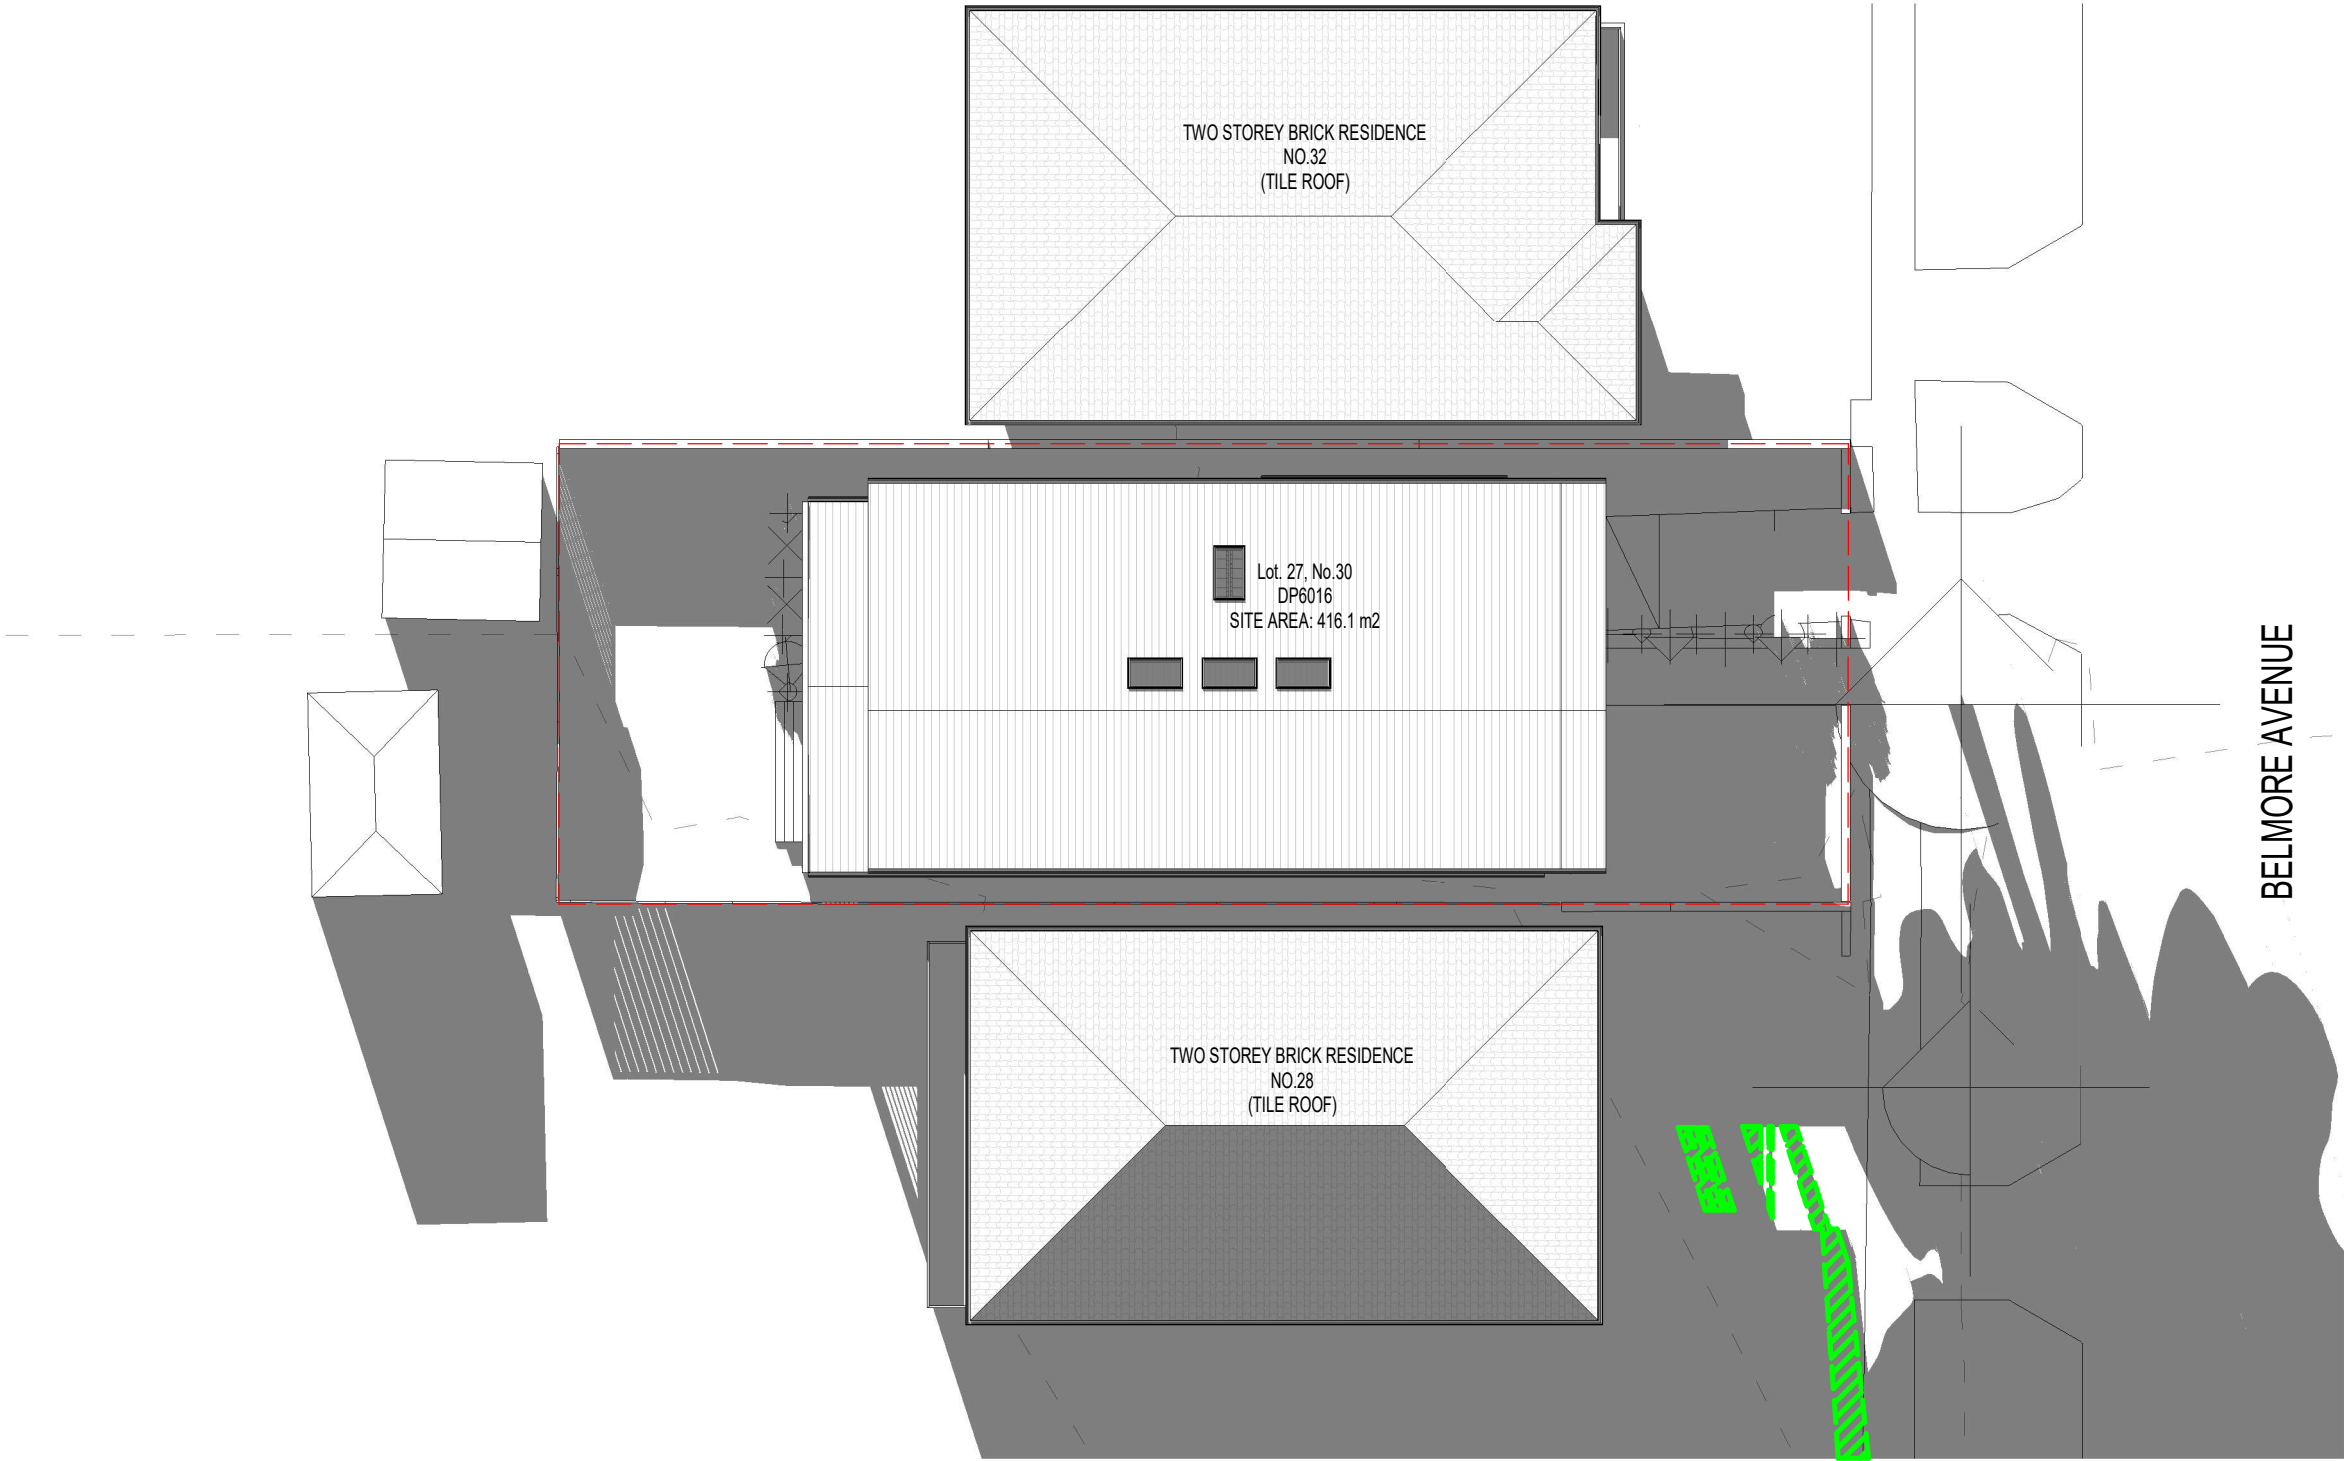 TWO STOREY BRICK RESIDENCE
NO.32
(TILE ROOF)
Lot. 27, No.30
DP6016
SITE AREA: 416.1 m2
BELMORE AVENUE
TWO STOREY BRICK RESIDENCE
NO.28
(TILE ROOF)